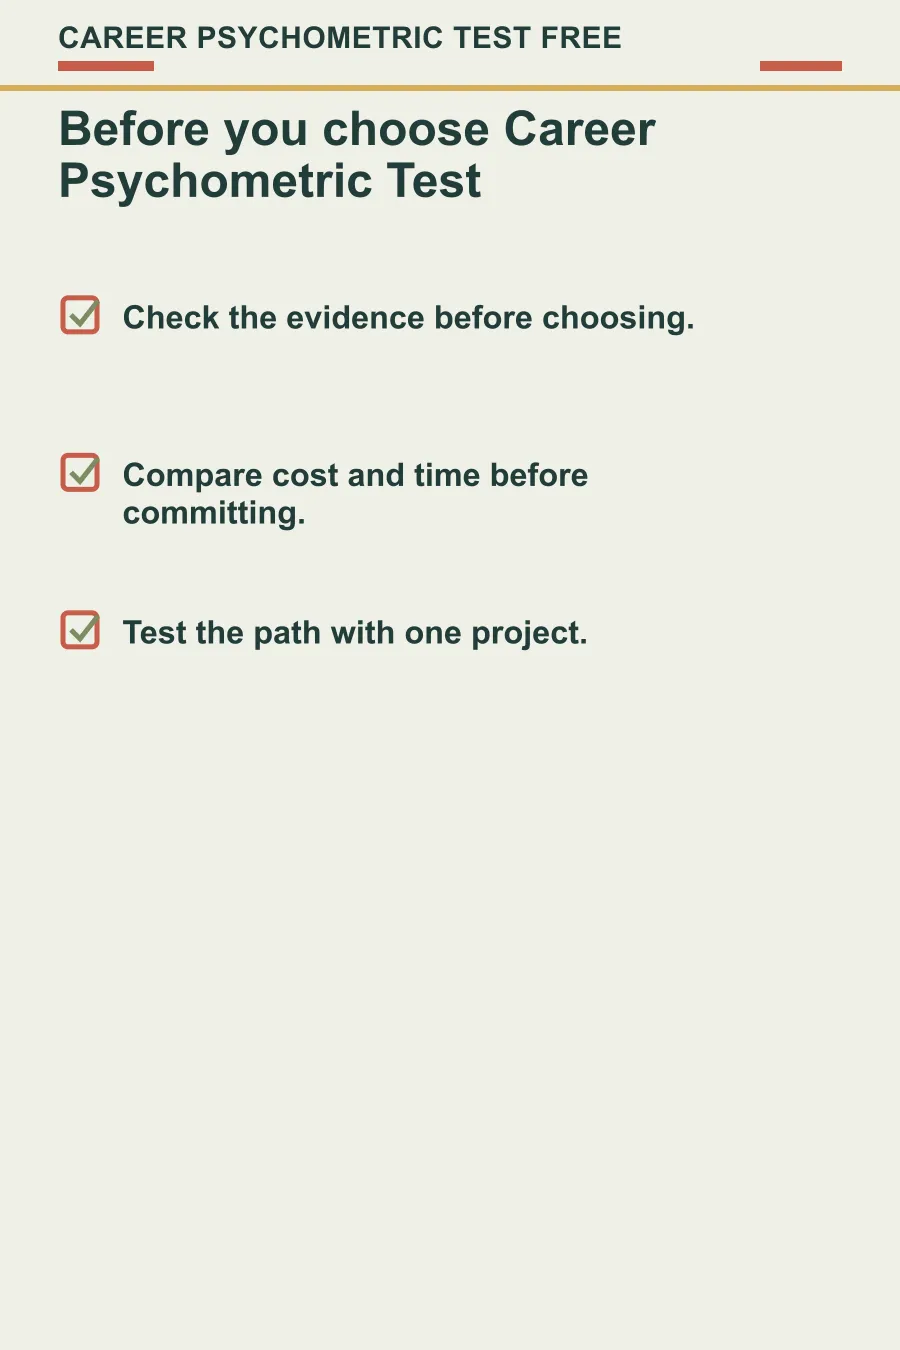 CAREER PSYCHOMETRIC TEST FREE
Before you choose Career
Psychometric Test
Check the evidence before choosing.
Compare cost and time before
committing.
Test the path with one project.